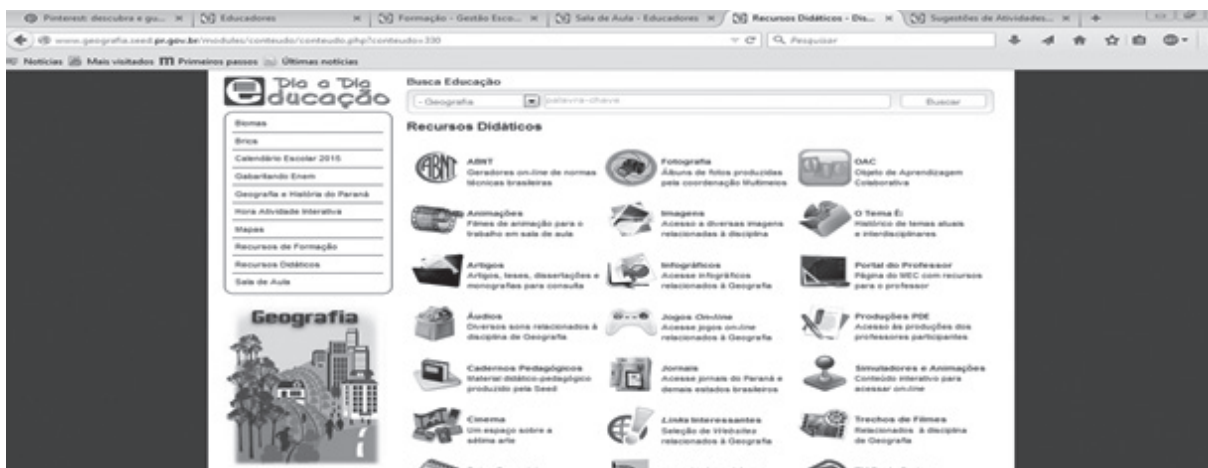 Pinterest: descubra e gu...
Educadores
Formação - Gestão Esco...
Sala de Aula - Educadores
Recursos Didáticos - Dis...
Sugestões de Atividades...
www.geografia.seed.pr.gov.br/modules/conteudo/conteudo.php?conteudo=330
Pesquisar
Notícias
Mais visitados
Primeiros passos
Últimas notícias
Dia a Dia
educação
Busca Educação
- Geografia
palavra-chave
Buscar
Biomas
Brics
Calendário Escolar 2015
Gabaritando Enem
Geografia e História do Paraná
Hora Atividade Interativa
Mapas
Recursos de Formação
Recursos Didáticos
Sala de Aula
Geografia
Recursos Didáticos
ABNT
ABNT
Geradores on-line de normas
técnicas brasileiras
Fotografia
Álbuns de fotos produzidas
pela coordenação Multimeios
OAC
Objeto de Aprendizagem
Colaborativa
Animações
Filmes de animação para o
trabalho em sala de aula
Imagens
Acesso a diversas imagens
relacionadas à disciplina
O Tema É:
Histórico de temas atuais
e interdisciplinares
Artigos
Artigos, teses, dissertações e
monografias para consulta
Infográficos
Acesse infográficos
relacionados à Geografia
Portal do Professor
Página do MEC com recursos
para o professor
Áudios
Diversos sons relacionados à
disciplina de Geografia
Jogos On-line
Acesse jogos on-line
relacionados à Geografia
Produções PDE
Acesso às produções dos
professores participantes
Cadernos Pedagógicos
Material didático-pedagógico
produzido pela Seed
Jornais
Acesse jornais do Paraná e
demais estados brasileiros
Simuladores e Animações
Conteúdo interativo para
acessar on-line
Cinema
Um espaço sobre a
sétima arte
Links Interessantes
Seleção de Websites
relacionados à Geografia
Trechos de Filmes
Relacionados à disciplina
de Geografia